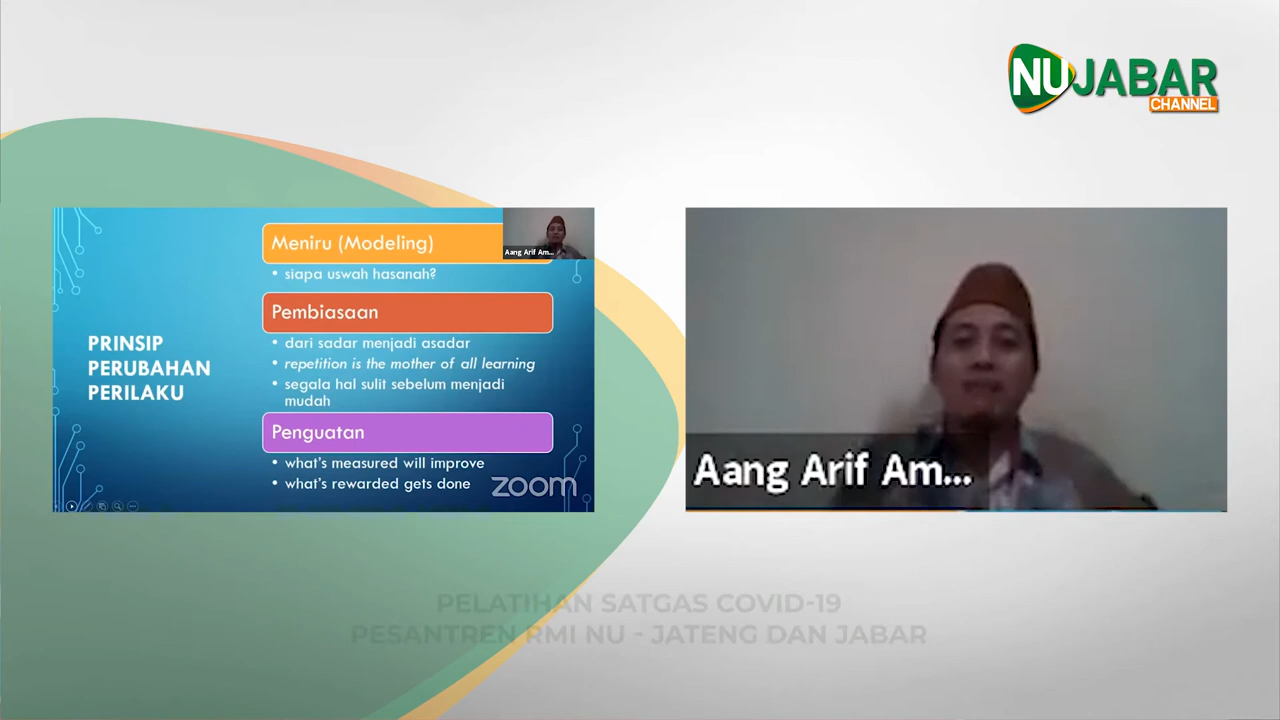 NU JABAR
CHANNEL
Meniru (Modeling)
Aang Arif Am...
• siapa uswah hasanah?
Pembiasaan
• dari sadar menjadi asadar
• repetition is the mother of all learning
• segala hal sulit sebelum menjadi
mudah
PRINSIP
PERUBAHAN
PERILAKU
Penguatan
• what's measured will improve
• what's rewarded gets done
zoom
Aang Arif Am...
PELATIHAN SATGAS COVID-19
PESANTREN RMI NU - JATENG DAN JABAR